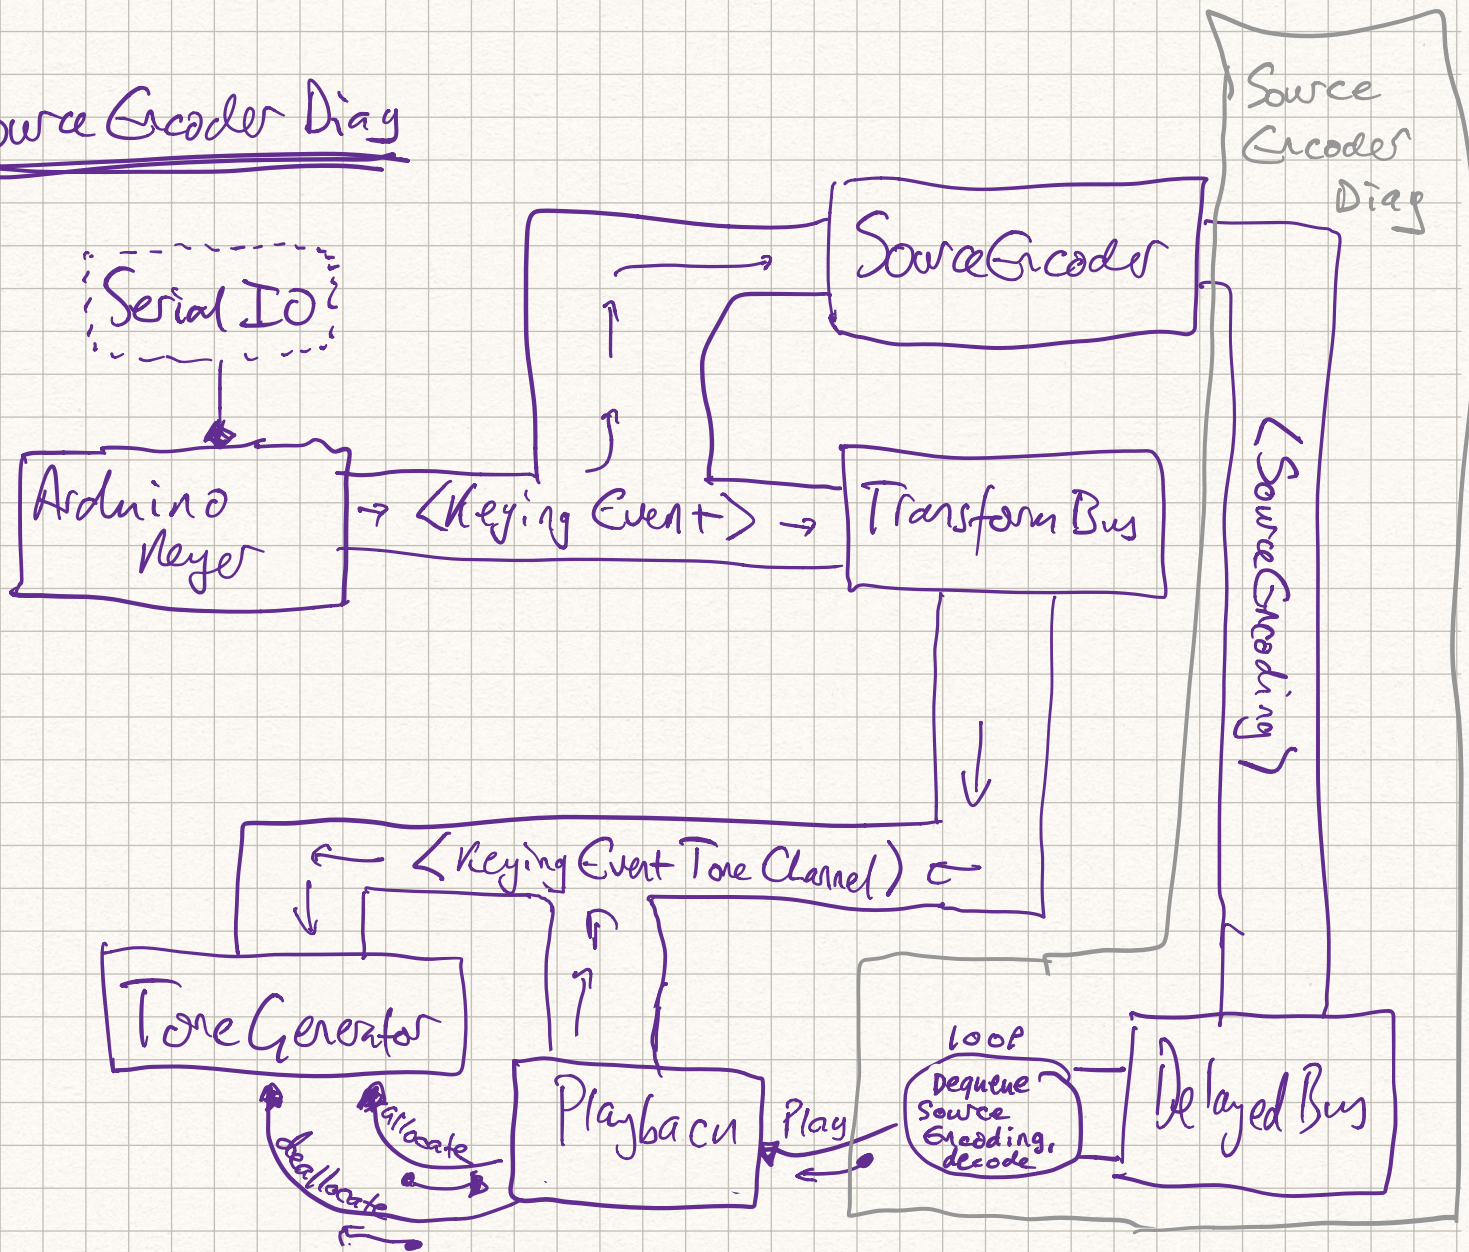 ource Encoder Diag
Source
Encoder
Diag
Serial IO
SourceEncoder
Arduino
Keyer
<Keying Event>
Transform Bus
<SourceEncoding>
<Keying Event Tone Channel>
Tone Generator
Playback
allocate
deallocate
Play
loop
Dequeue
Source
Encoding,
decode
Delayed Bus